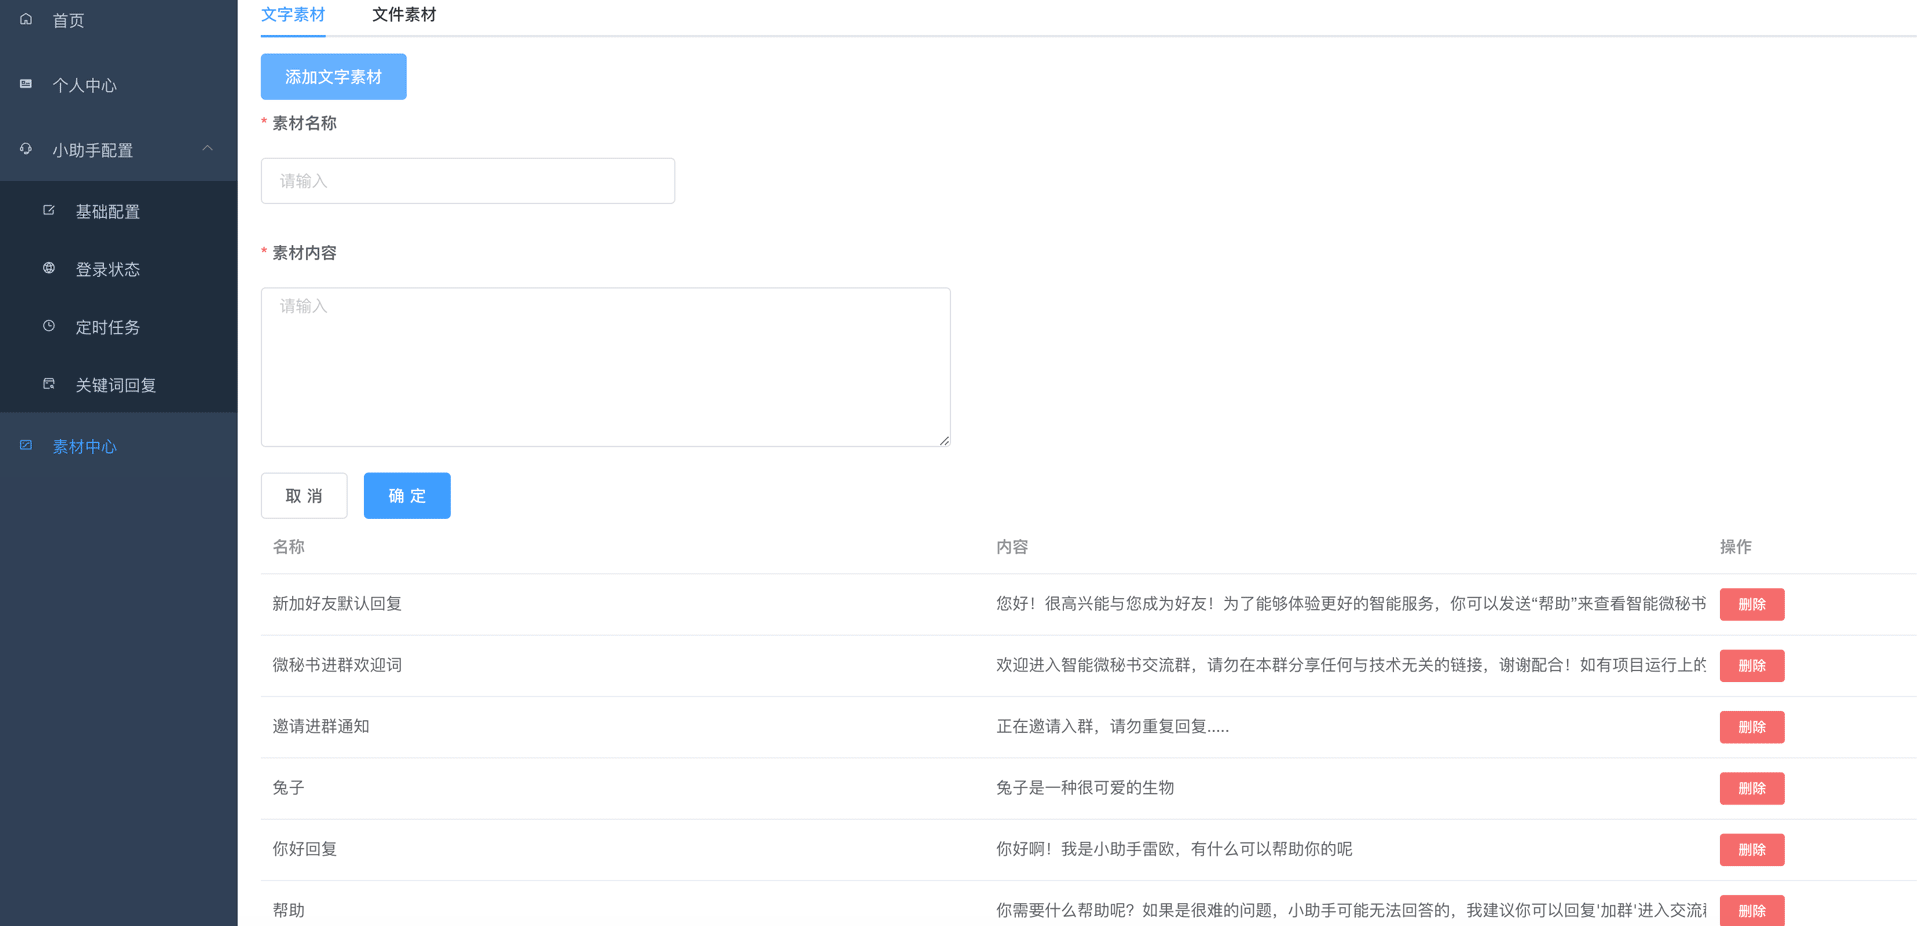 首页
个人中心
小助手配置
基础配置
登录状态
定时任务
关键词回复
素材中心
文字素材 文件素材
添加文字素材
* 素材名称
请输入
* 素材内容
请输入
取 消 确 定
名称 内容 操作
新加好友默认回复 您好！很高兴能与您成为好友！为了能够体验更好的智能服务，你可以发送“帮助”来查看智能微秘书 删除
微秘书进群欢迎词 欢迎进入智能微秘书交流群，请勿在本群分享任何与技术无关的链接，谢谢配合！如有项目运行上的 删除
邀请进群通知 正在邀请入群，请勿重复回复..... 删除
兔子 兔子是一种很可爱的生物 删除
你好回复 你好啊！我是小助手雷欧，有什么可以帮助你的呢 删除
帮助 你需要什么帮助呢？如果是很难的问题，小助手可能无法回答的，我建议你可以回复'加群'进入交流 删除